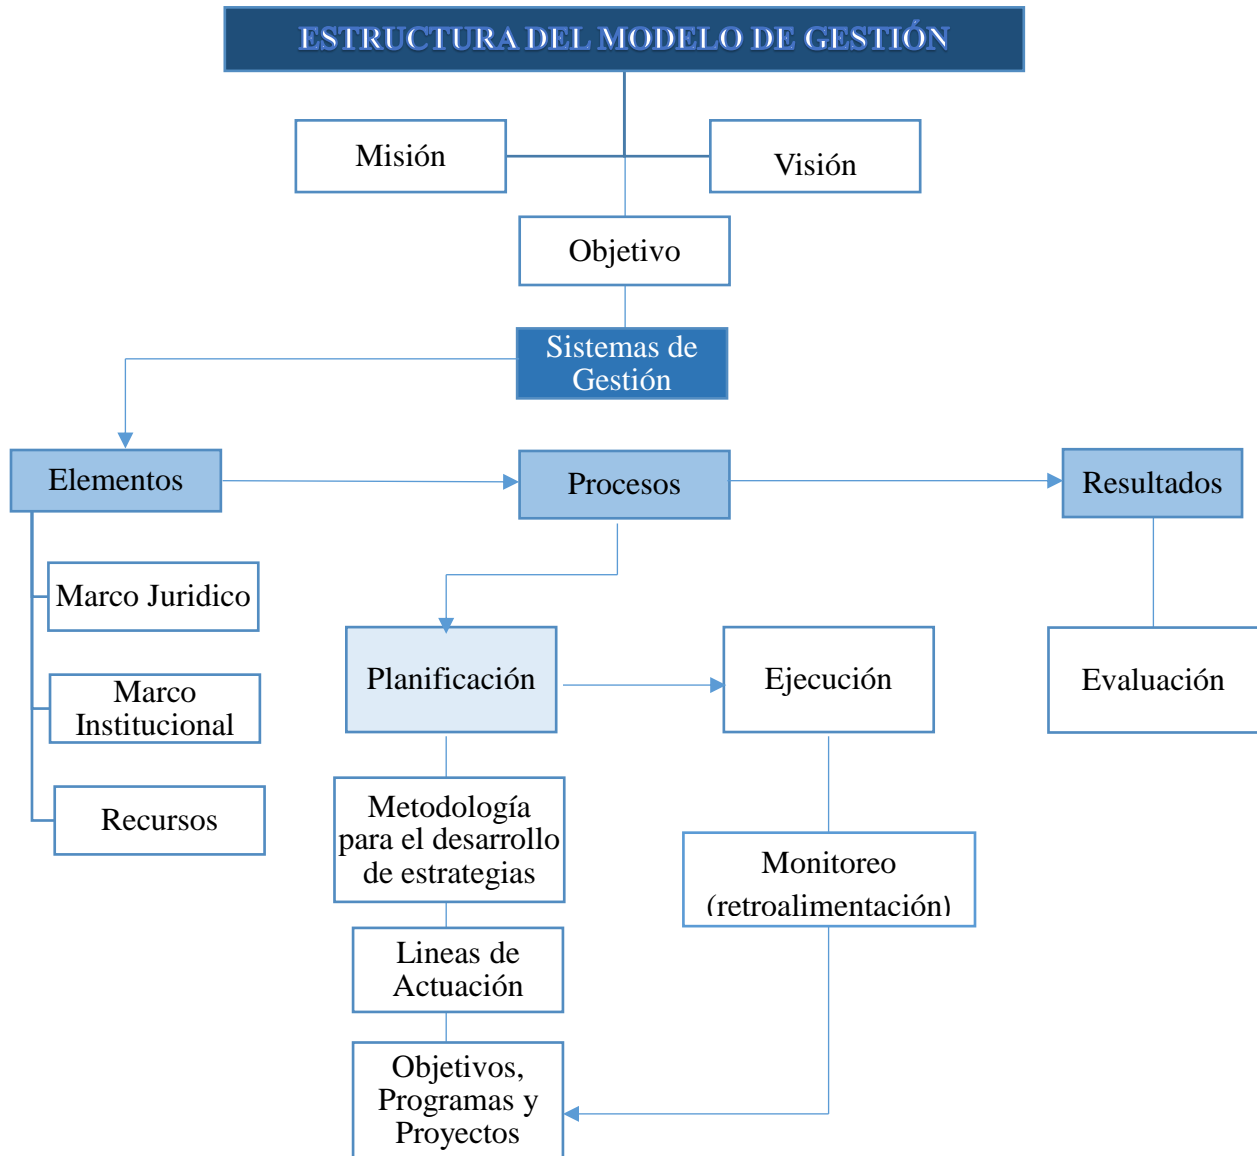 ESTRUCTURA DEL MODELO DE GESTIÓN
Misión
Visión
Objetivo
Sistemas de
Gestión
Elementos
Procesos
Resultados
Marco Juridico
Marco
Institucional
Recursos
Planificación
Ejecución
Evaluación
Metodología
para el desarrollo
de estrategias
Monitoreo
(retroalimentación)
Lineas de
Actuación
Objetivos,
Programas y
Proyectos